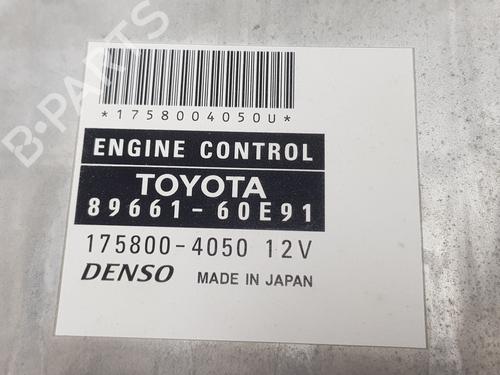 *1758004050U*
ENGINE CONTROL
TOYOTA
89661-60E91
175800-4050 12V
DENSO MADE IN JAPAN
B-PARTS